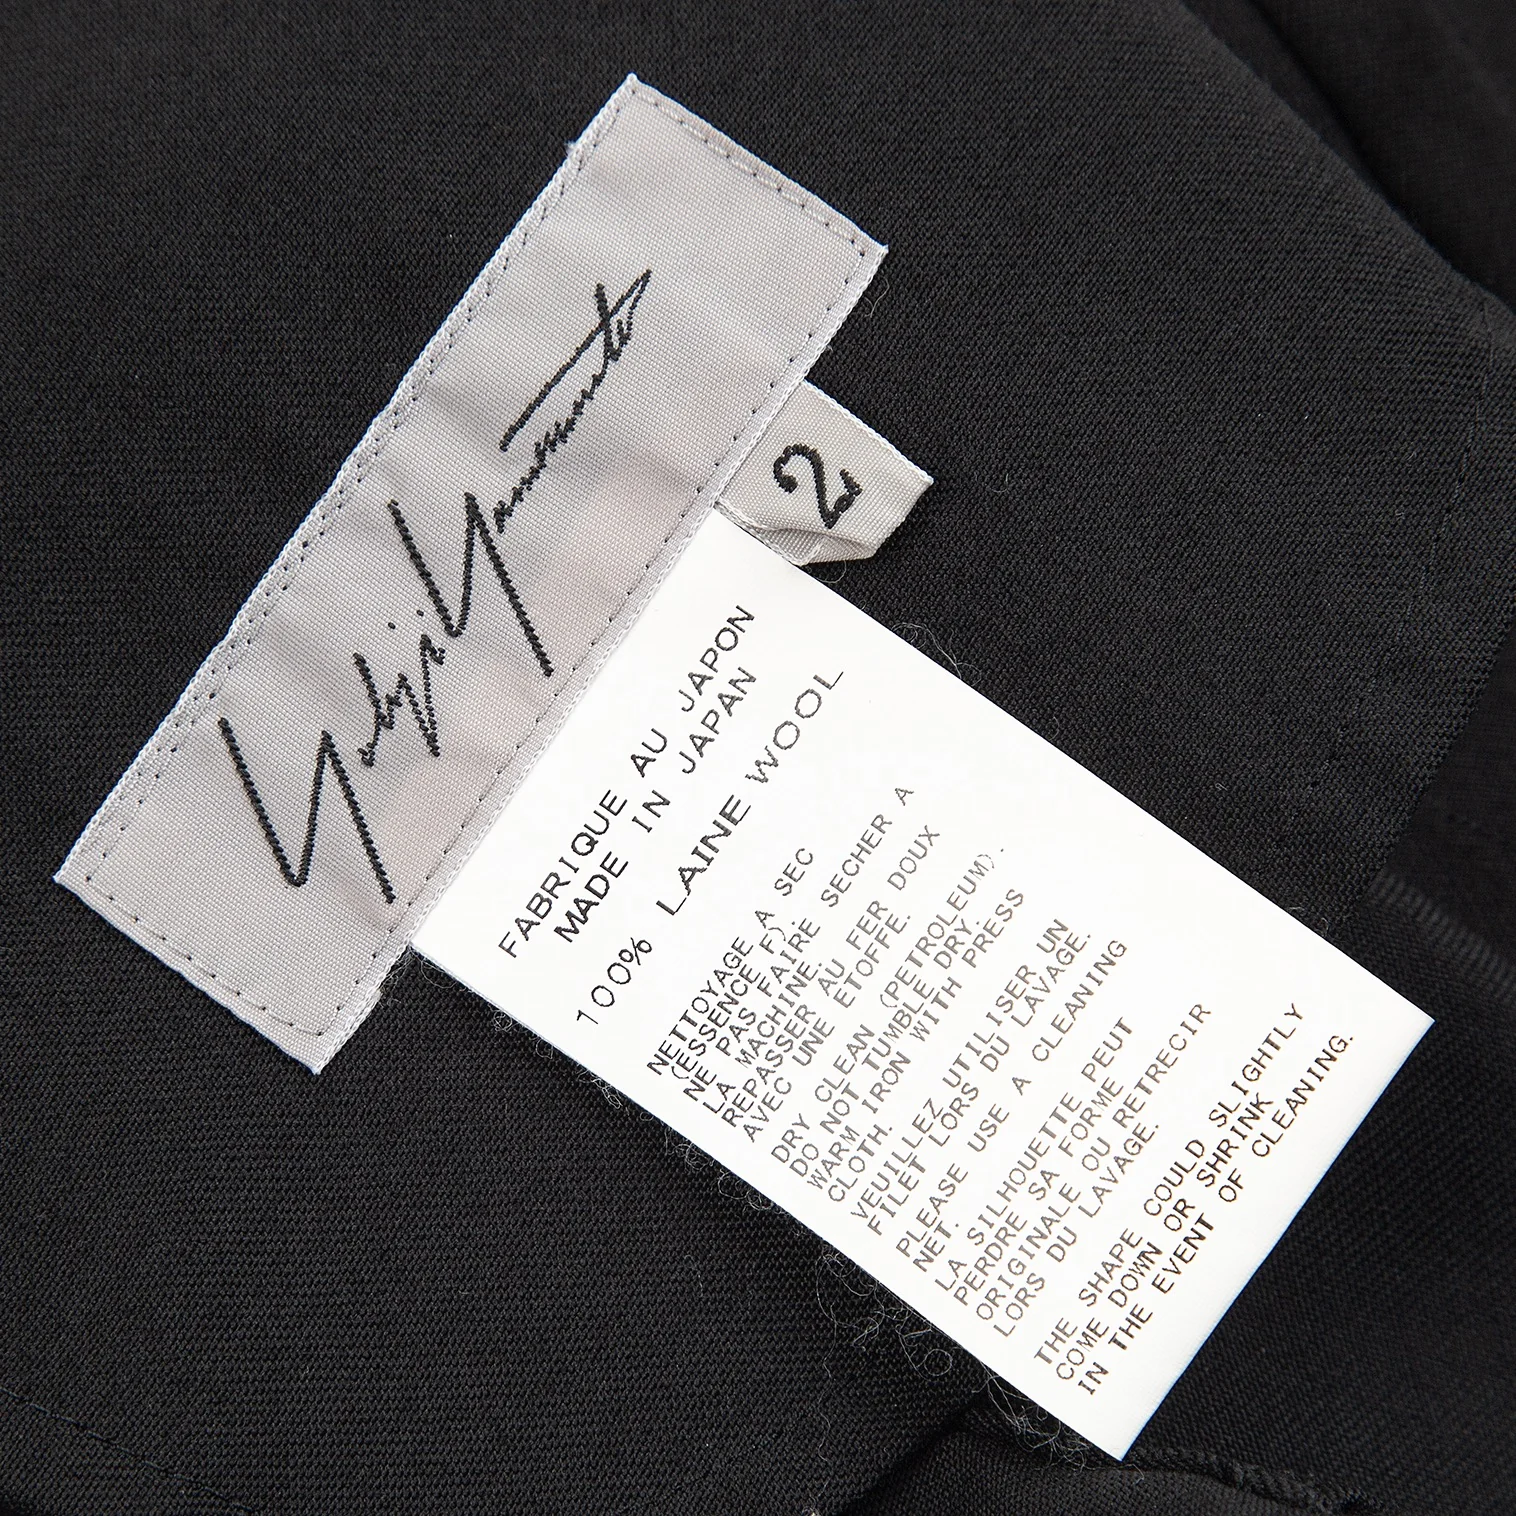 Yohji Yamamoto
2
FABRIQUE AU JAPON
MADE IN JAPAN
100% LAINE WOOL
NETTOYAGE A SEC
(ESSENCE F).
NE PAS FAIRE SECHER A
LA MACHINE.
REPASSER AU FER DOUX
AVEC UNE ETOFFE.
DRY CLEAN (PETROLEUM).
DO NOT TUMBLE DRY.
WARM IRON WITH PRESS
CLOTH.
VEUILLEZ UTILISER UN
FILET LORS DU LAVAGE.
PLEASE USE A CLEANING
NET.
LA SILHOUETTE PEUT
PERDRE SA FORME
ORIGINALE OU RETRECIR
LORS DU LAVAGE.
THE SHAPE COULD SLIGHTLY
COME DOWN OR SHRINK
IN THE EVENT OF CLEANING.